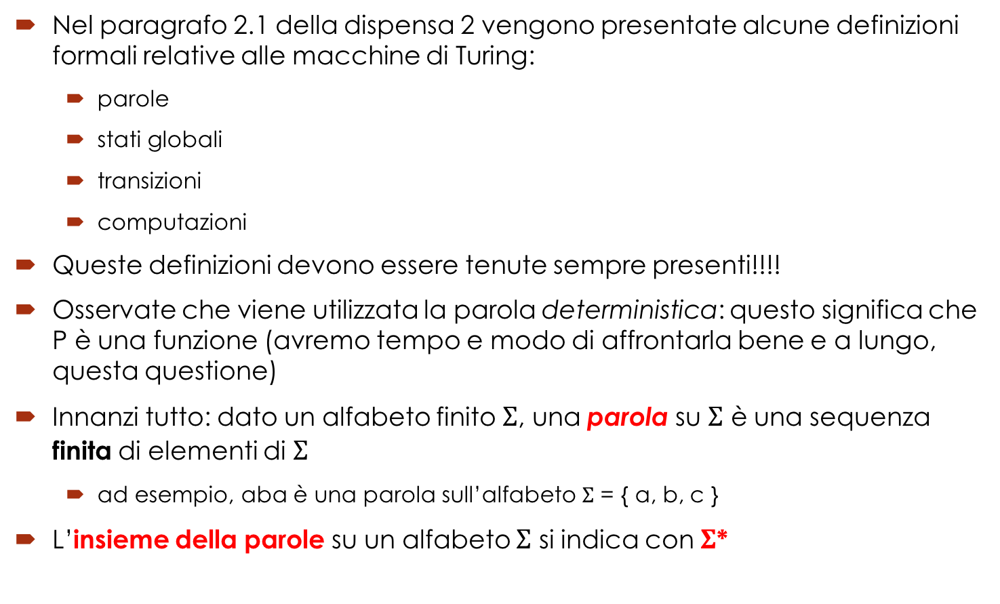 Nel paragrafo 2.1 della dispensa 2 vengono presentate alcune definizioni
formali relative alle macchine di Turing:
parole
stati globali
transizioni
computazioni
Queste definizioni devono essere tenute sempre presenti!!!!
Osservate che viene utilizzata la parola deterministica: questo significa che
P è una funzione (avremo tempo e modo di affrontarla bene e a lungo,
questa questione)
Innanzi tutto: dato un alfabeto finito Σ, una parola su Σ è una sequenza
finita di elementi di Σ
ad esempio, aba è una parola sull’alfabeto Σ = { a, b, c }
L’insieme della parole su un alfabeto Σ si indica con Σ*